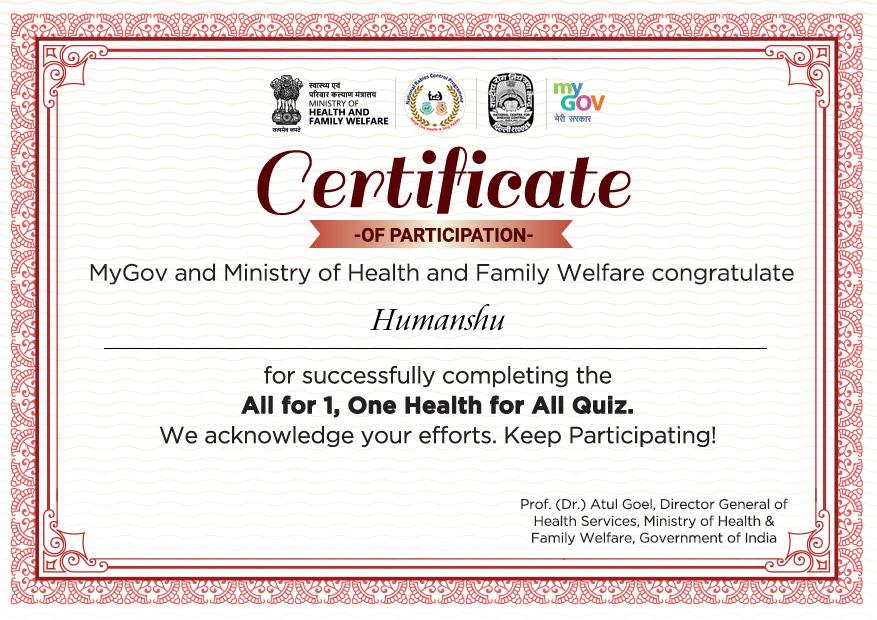 स्वास्थ्य एवं
परिवार कल्याण मंत्रालय
MINISTRY OF
HEALTH AND
FAMILY WELFARE
सत्यमेव जयते
National Rabies Control Programme
my
GOV
मेरी सरकार
Certificate
-OF PARTICIPATION-
MyGov and Ministry of Health and Family Welfare congratulate
Humanshu
for successfully completing the
All for 1, One Health for All Quiz.
We acknowledge your efforts. Keep Participating!
Prof. (Dr.) Atul Goel, Director General of
Health Services, Ministry of Health &
Family Welfare, Government of India